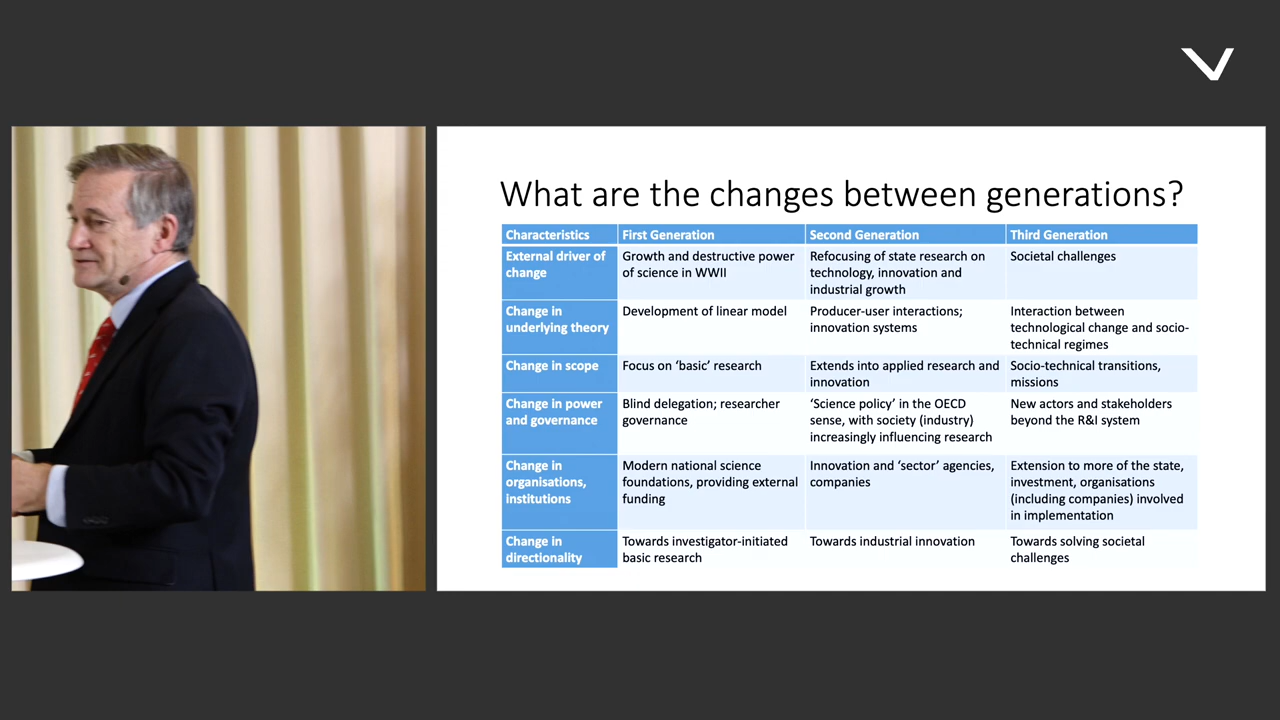 What are the changes between generations?
Characteristics
First Generation
Second Generation
Third Generation
External driver of
change
Growth and destructive power
of science in WWII
Refocusing of state research on
technology, innovation and
industrial growth
Societal challenges
Change in
underlying theory
Development of linear model
Producer-user interactions;
innovation systems
Interaction between
technological change and socio-
technical regimes
Change in scope
Focus on ‘basic’ research
Extends into applied research and
innovation
Socio-technical transitions,
missions
Change in power
and governance
Blind delegation; researcher
governance
‘Science policy’ in the OECD
sense, with society (industry)
increasingly influencing research
New actors and stakeholders
beyond the R&I system
Change in
organisations,
institutions
Modern national science
foundations, providing external
funding
Innovation and ‘sector’ agencies,
companies
Extension to more of the state,
investment, organisations
(including companies) involved
in implementation
Change in
directionality
Towards investigator-initiated
basic research
Towards industrial innovation
Towards solving societal
challenges